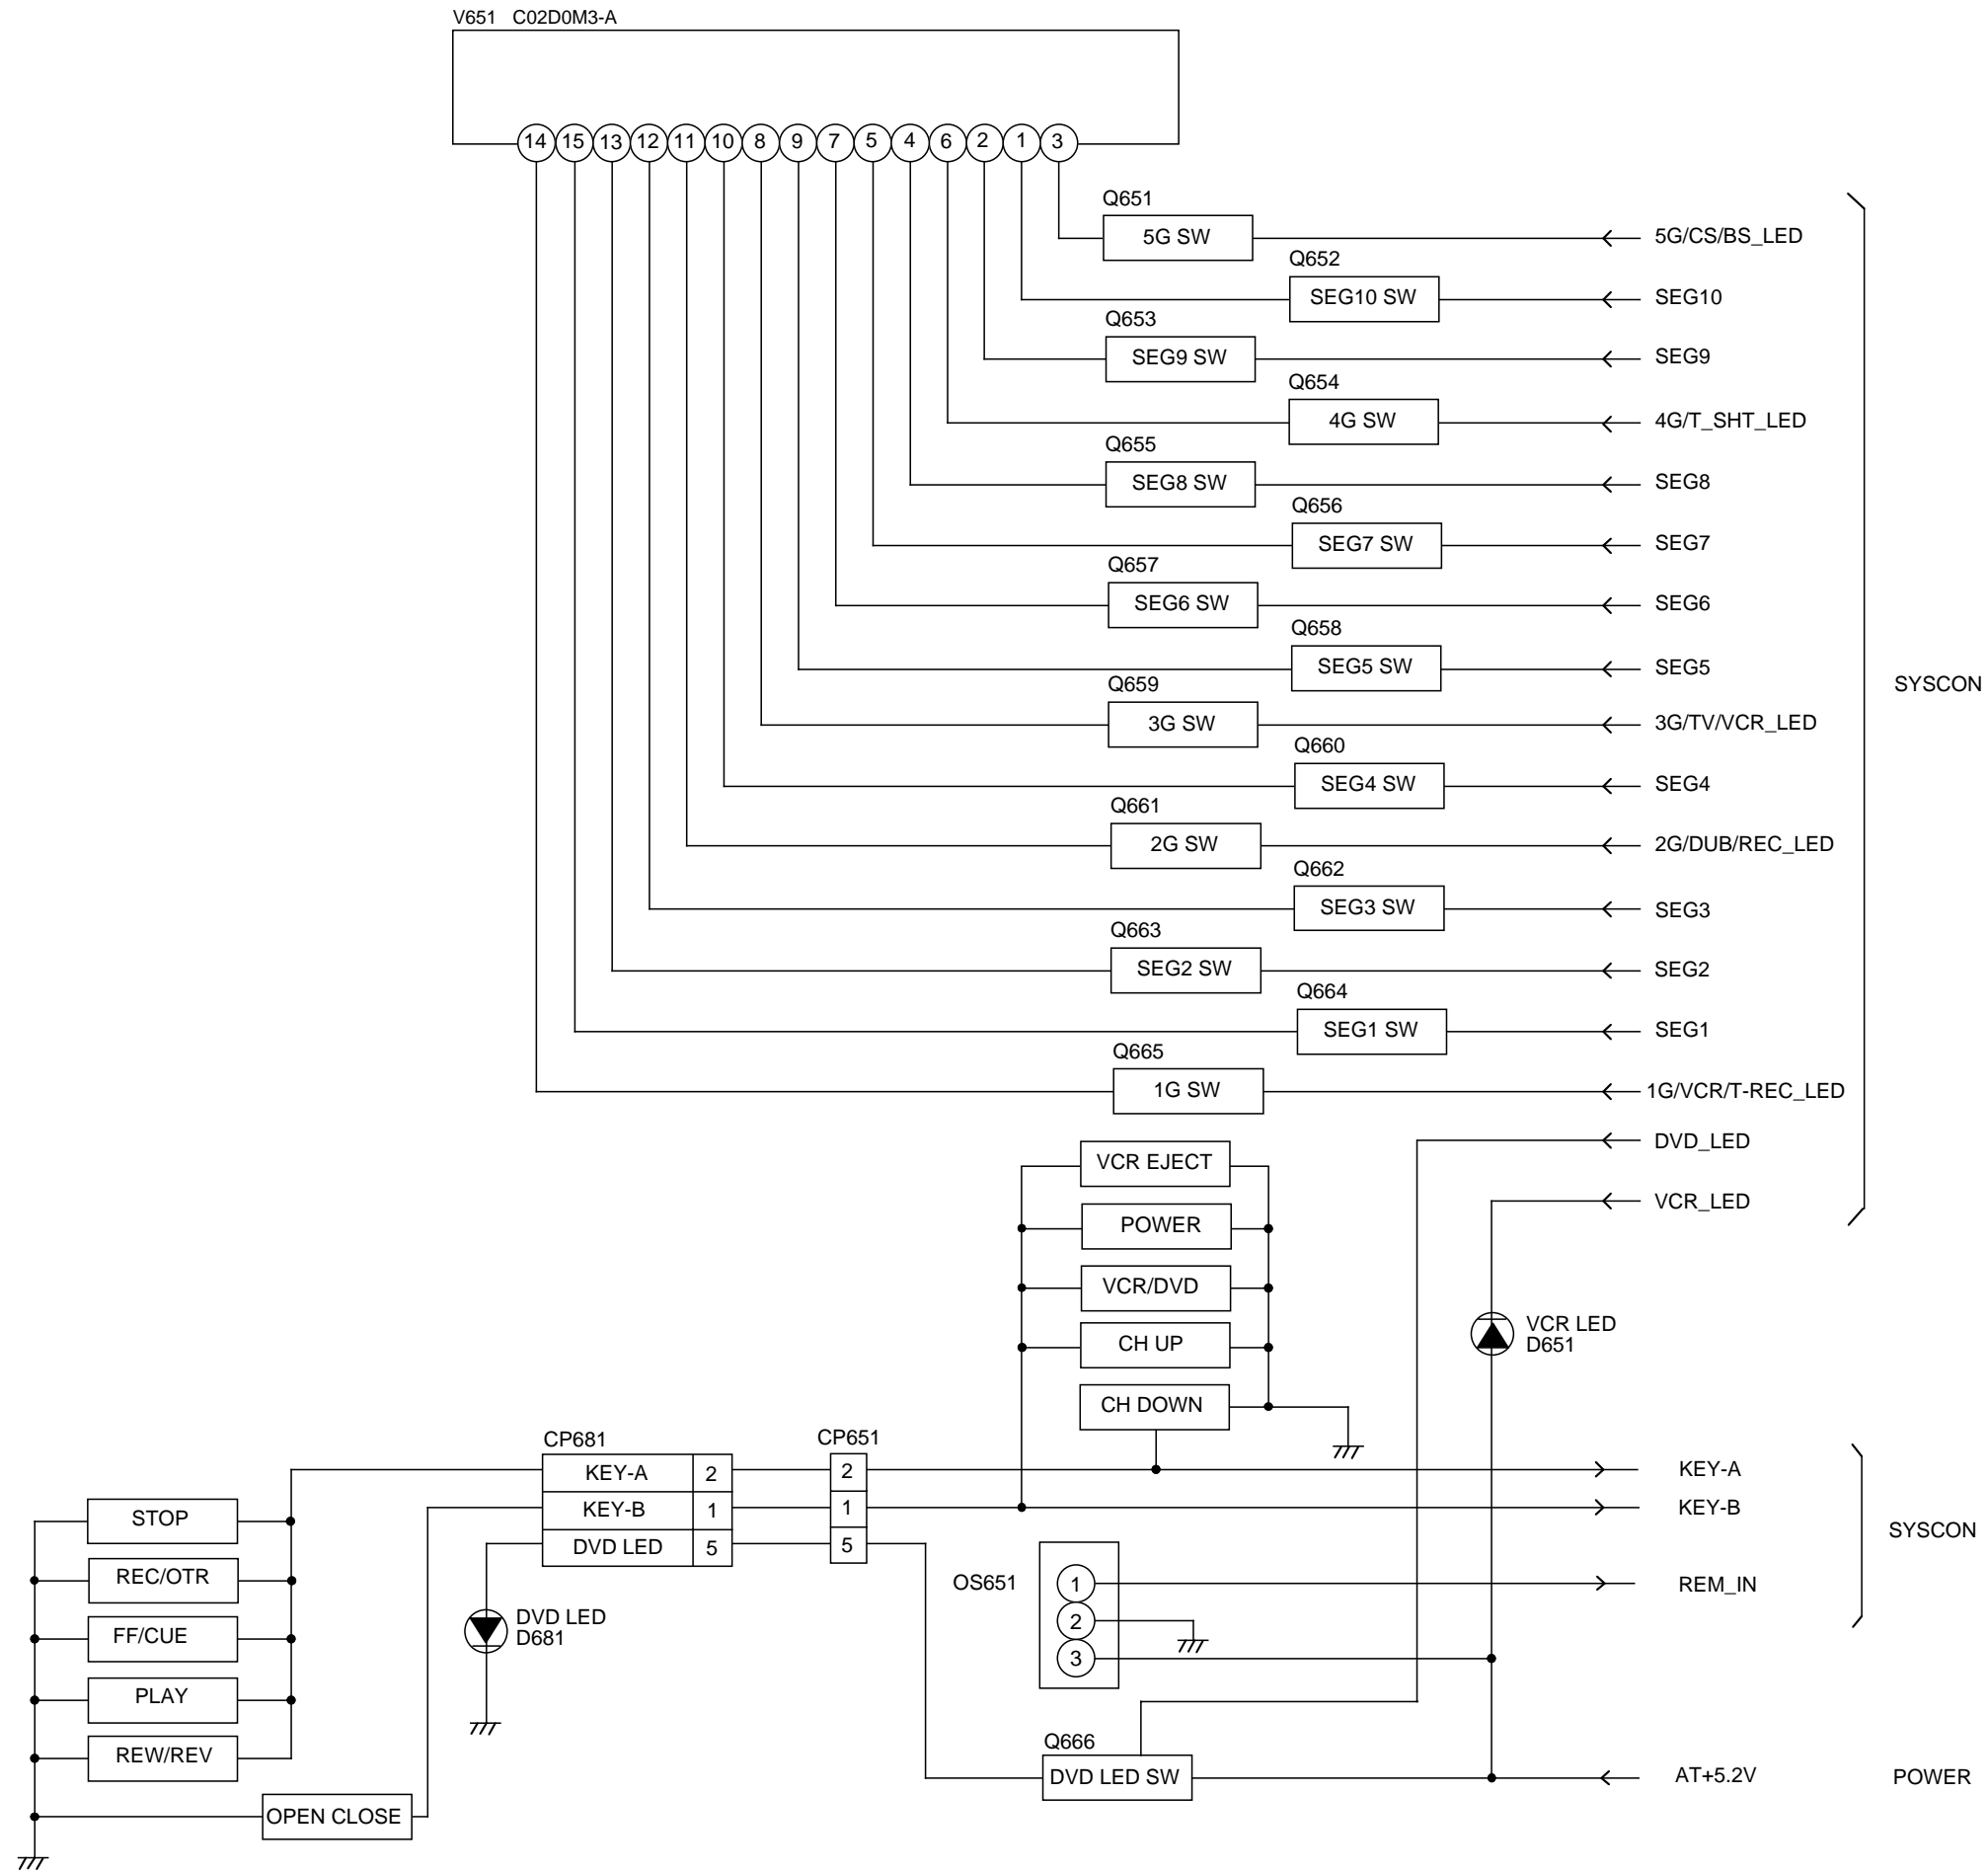 V651 C02D0M3-A
14 15 13 12 11 10 8 9 7 5 4 6 2 1 3
Q651
5G SW
5G/CS/BS_LED
Q652
SEG10 SW
SEG10
Q653
SEG9 SW
SEG9
Q654
4G SW
4G/T_SHT_LED
Q655
SEG8 SW
SEG8
Q656
SEG7 SW
SEG7
Q657
SEG6 SW
SEG6
Q658
SEG5 SW
SEG5
SYSCON
Q659
3G SW
3G/TV/VCR_LED
Q660
SEG4 SW
SEG4
Q661
2G SW
2G/DUB/REC_LED
Q662
SEG3 SW
SEG3
Q663
SEG2 SW
SEG2
Q664
SEG1 SW
SEG1
Q665
1G SW
1G/VCR/T-REC_LED
DVD_LED
VCR EJECT
VCR_LED
POWER
VCR/DVD
CH UP
VCR LED
D651
CH DOWN
CP681
CP651
KEY-A 2
2
KEY-A
KEY-B 1
1
KEY-B
DVD LED 5
5
SYSCON
STOP
REC/OTR
FF/CUE
PLAY
REW/REV
OPEN CLOSE
DVD LED
D681
OS651
1
2
3
REM_IN
Q666
DVD LED SW
AT+5.2V
POWER